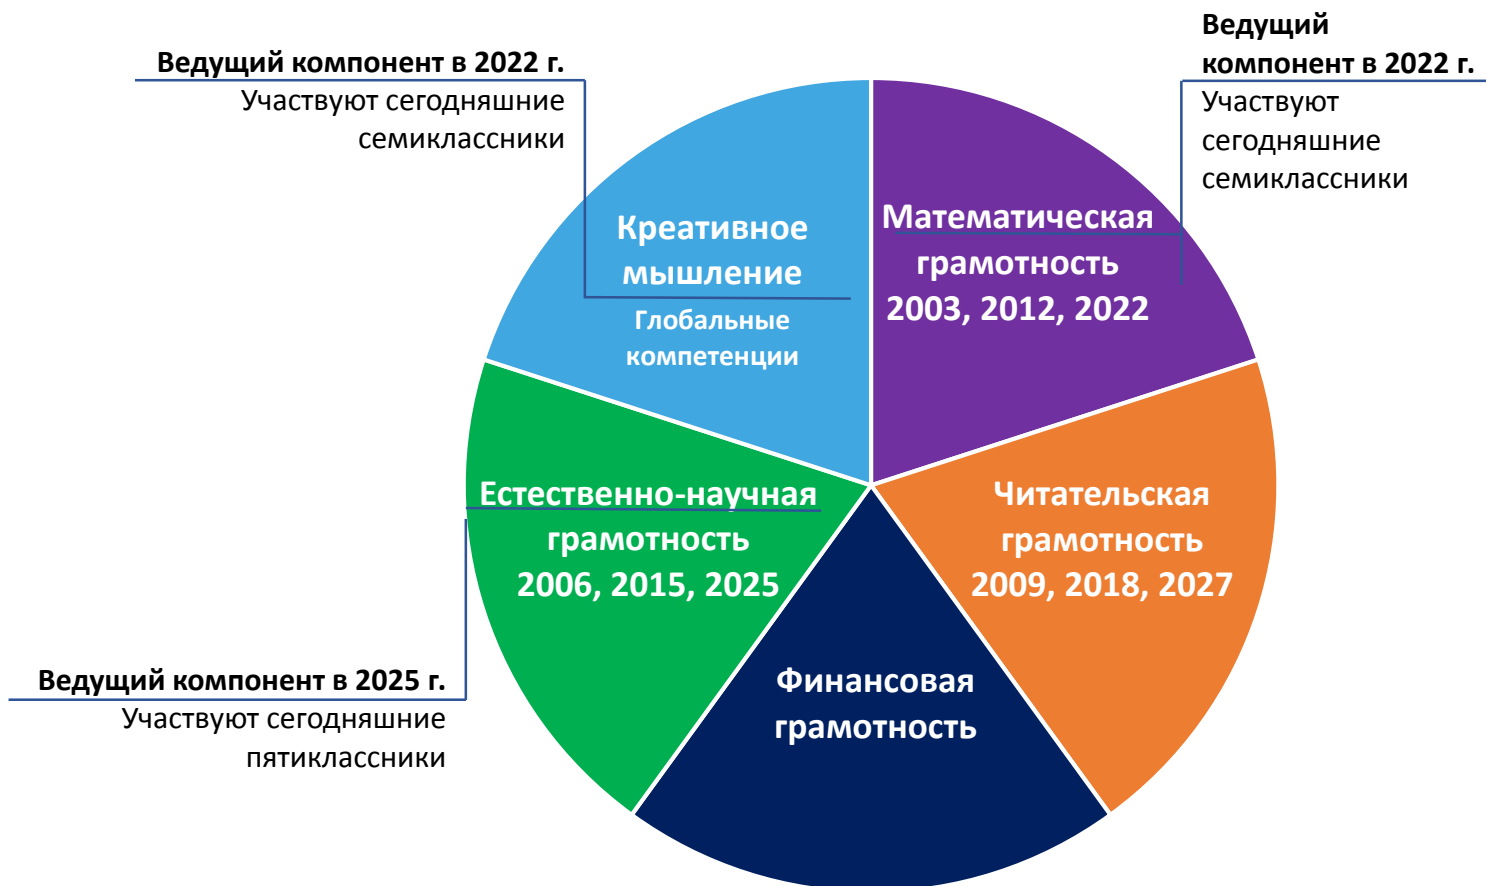 Ведущий компонент в 2022 г.
Участвуют сегодняшние
семиклассники
Ведущий
компонент в 2022 г.
Участвуют
сегодняшние
семиклассники
Креативное
мышление
Глобальные
компетенции
Математическая
грамотность
2003, 2012, 2022
Естественно-научная
грамотность
2006, 2015, 2025
Читательская
грамотность
2009, 2018, 2027
Финансовая
грамотность
Ведущий компонент в 2025 г.
Участвуют сегодняшние
пятиклассники